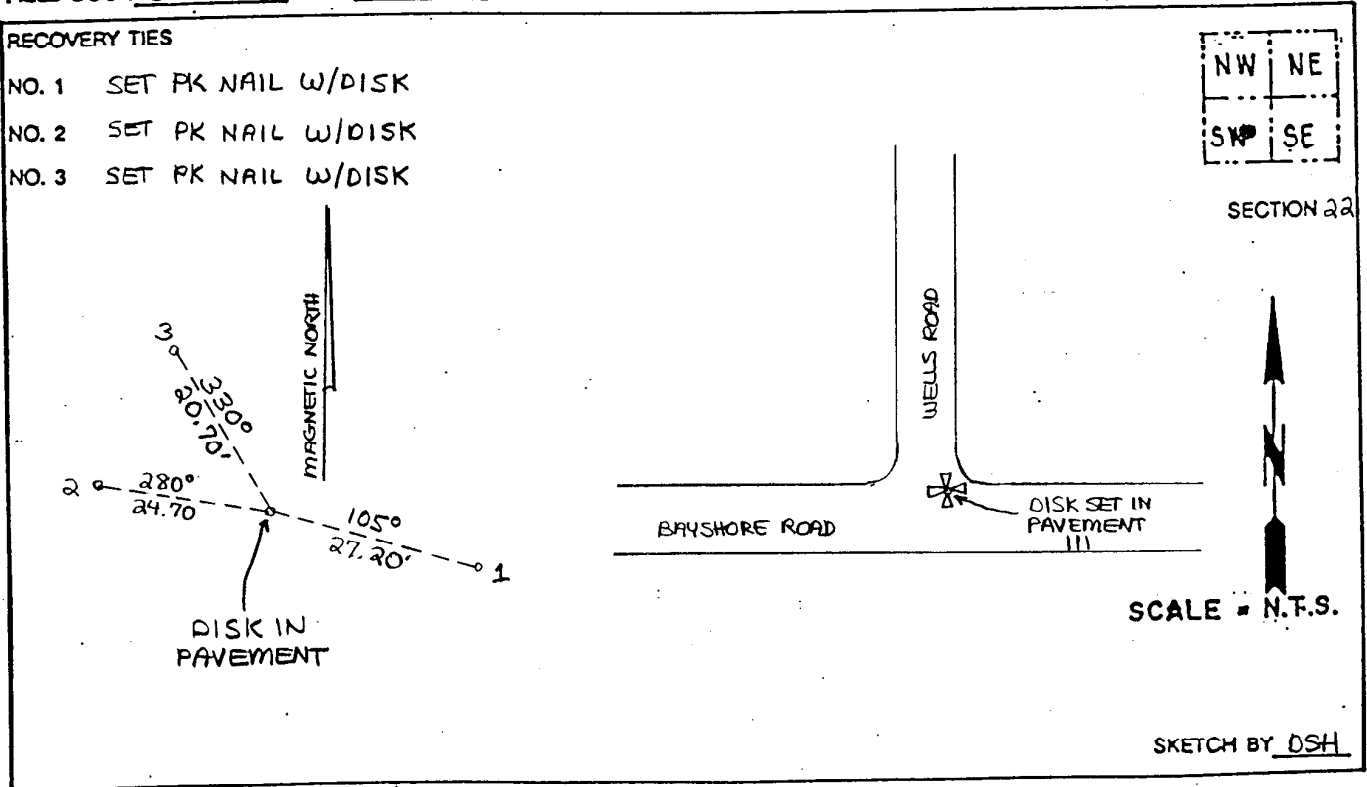 RECOVERY TIES
NO. 1 SET PK NAIL W/DISK
NO. 2 SET PK NAIL W/DISK
NO. 3 SET PK NAIL W/DISK
NW NE
SW SE
SECTION 22
MAGNETIC NORTH
3
330°
20.70'
2
280°
24.70
105°
27.20'
1
DISK IN
PAVEMENT
WELLS ROAD
BAYSHORE ROAD
DISK SET IN
PAVEMENT
N
SCALE = N.T.S.
SKETCH BY DSH